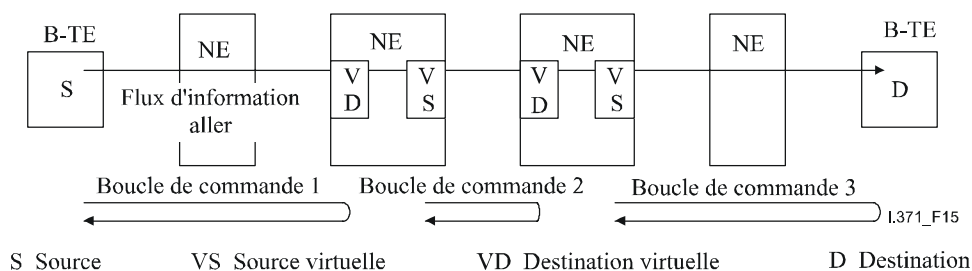 B-TE
NE
NE
NE
NE
B-TE
S
V D
V S
V D
V S
D
Flux d'information
aller
Boucle de commande 1
Boucle de commande 2
Boucle de commande 3
I.371_F15
S Source
VS Source virtuelle
VD Destination virtuelle
D Destination